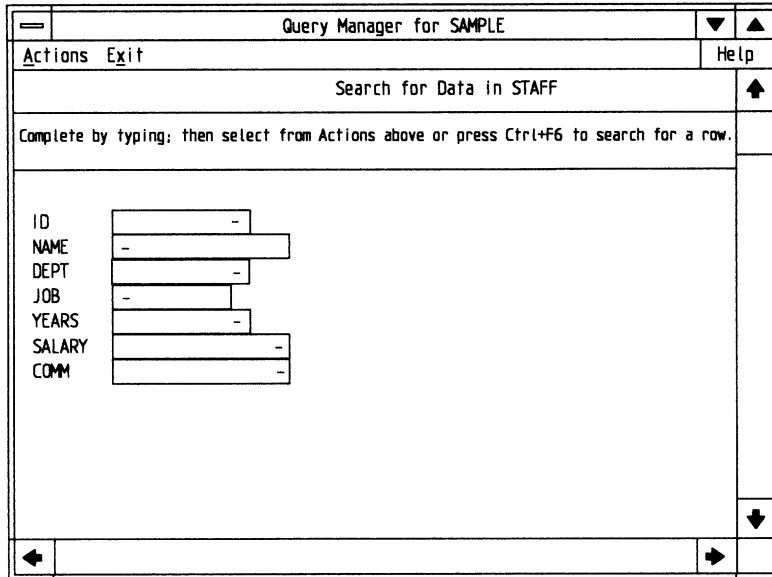 Query Manager for SAMPLE
Actions Exit Help
Search for Data in STAFF
Complete by typing; then select from Actions above or press Ctrl+F6 to search for a row.
ID -
NAME -
DEPT -
JOB -
YEARS -
SALARY -
COMM -